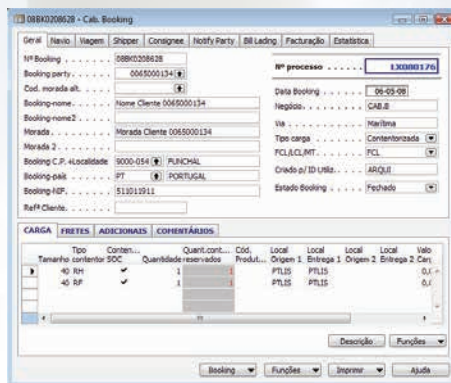 08BK0208628 - Cab. Booking
Geral Navio Viagem Shipper Consignee Notify Party Bill Lading Facturação Estatística
Nº Booking . . . . . . 08BK0208628
Booking party. . . . . 0065000134
Cod. morada alt. . . .
Booking-nome. . . . . Nome Cliente 0065000134
Booking-nome2 . . . .
Morada . . . . . . . . Morada Cliente 0065000134
Morada 2 . . . . . . .
Booking C.P. +Localidade 9000-054 FUNCHAL
Booking-país . . . . . PT PORTUGAL
Booking-NIF. . . . . . 511011911
Refª Cliente. . . . . .
Nº processo . . . . . . 1X080176
Data Booking . . . . . 06-05-08
Negócio. . . . . . . . CAB.B
Via . . . . . . . . . . Marítima
Tipo carga . . . . . . Contentorizada
FCL/LCL/MT. . . . . . FCL
Criado p/ ID Utiliz. . . . ARQUI
Estado Booking . . . . Fechado
CARGA FRETES ADICIONAIS COMENTÁRIOS
Tipo Conten... Quant.cont... Cód. Local Local Local Local Valo
Tamanho contentor SOC Quantidade reservados Produt... Origem 1 Entrega 1 Origem 2 Entrega 2 Carg
40 RH ✔ 1 1 PTLIS PTLIS 0,(
40 RF ✔ 1 1 PTLIS PTLIS 0,(
Descrição Funções
Booking Funções Imprimir Ajuda